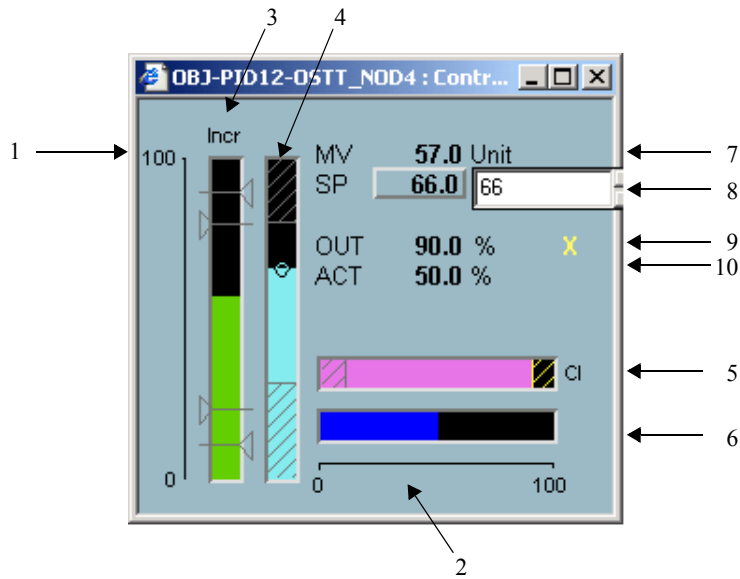 3 4
OBJ-PID12-OSTT_NOD4 : Contr...
Incr
1 100 MV 57.0 Unit 7
SP 66.0 66 8
OUT 90.0 % X 9
ACT 50.0 % 10
CI 5
6
0 0 100
2